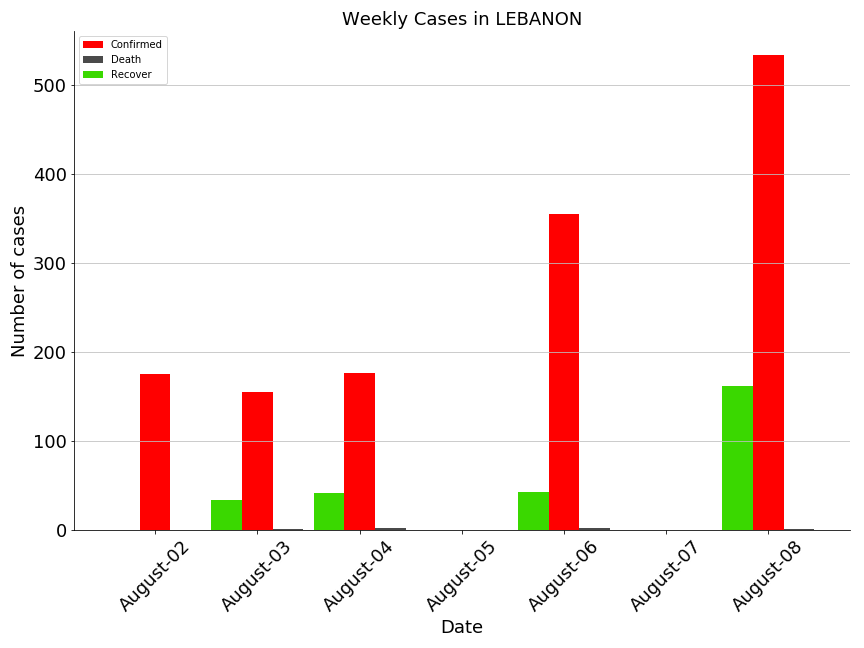 Weekly Cases in LEBANON
Confirmed
Death
Recover
Number of cases
500
400
300
200
100
0
August-02
August-03
August-04
August-05
August-06
August-07
August-08
Date